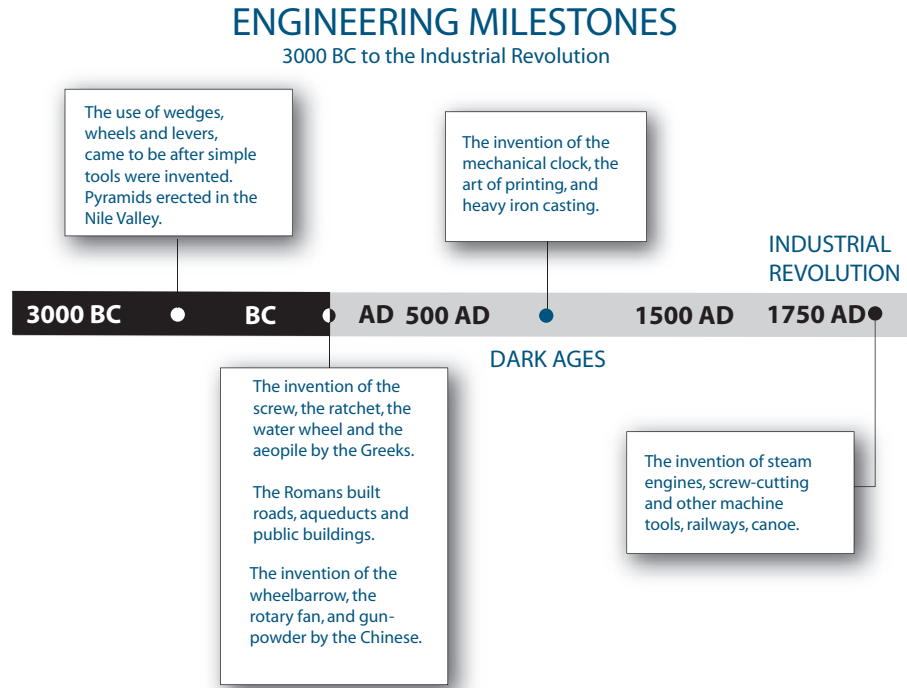 ENGINEERING MILESTONES
3000 BC to the Industrial Revolution
The use of wedges,
wheels and levers,
came to be after simple
tools were invented.
Pyramids erected in the
Nile Valley.
The invention of the
mechanical clock, the
art of printing, and
heavy iron casting.
INDUSTRIAL
REVOLUTION
3000 BC BC AD 500 AD 1500 AD 1750 AD
DARK AGES
The invention of the
screw, the ratchet, the
water wheel and the
aeopile by the Greeks.
The Romans built
roads, aqueducts and
public buildings.
The invention of the
wheelbarrow, the
rotary fan, and gun-
powder by the Chinese.
The invention of steam
engines, screw-cutting
and other machine
tools, railways, canoe.